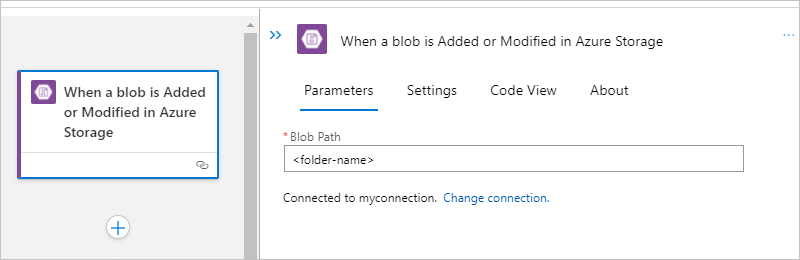 When a blob is Added
or Modified in Azure
Storage
When a blob is Added or Modified in Azure Storage
...
Parameters Settings Code View About
* Blob Path
<folder-name>
Connected to myconnection. Change connection.